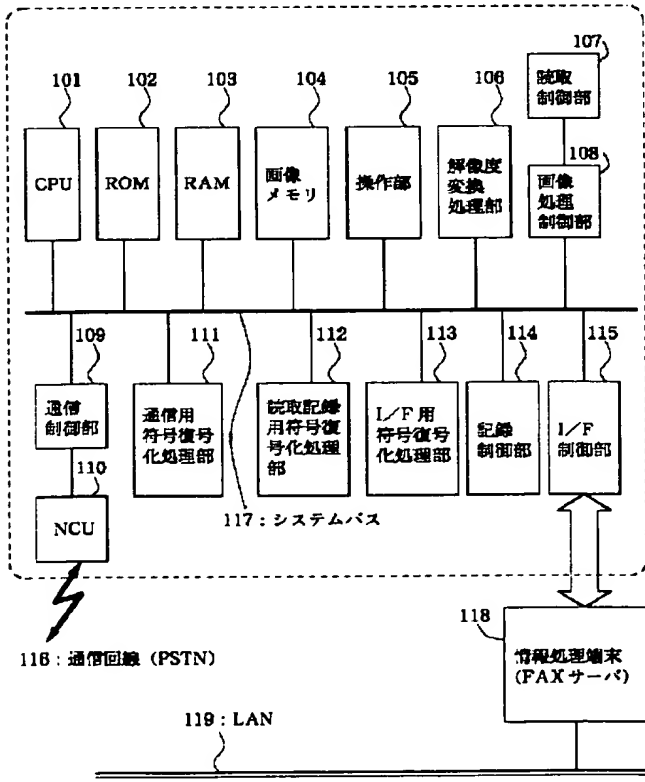 101
102
103
104
105
106
107
読取
制御部
108
CPU
ROM
RAM
画像
メモリ
操作部
解像度
変換
処理部
画像
処理
制御部
109
111
112
113
114
115
通信
制御部
通信用
符号復号
化処理部
読取記録
用符号復
号化処理
部
I/F 用
符号復号
化処理部
記録
制御部
I/F
制御部
110
NCU
117:システムバス
116:通信回線 (PSTN)
118
情報処理端末
(FAX サーバ)
119:LAN